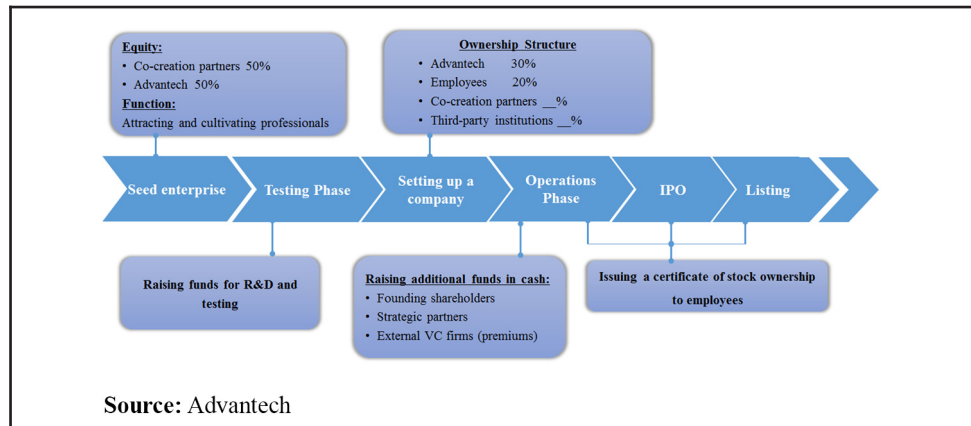 Equity:
• Co-creation partners 50%
• Advantech 50%
Function:
Attracting and cultivating professionals
Ownership Structure
• Advantech 30%
• Employees 20%
• Co-creation partners __%
• Third-party institutions __%
Seed enterprise
Testing Phase
Setting up a
company
Operations
Phase
IPO
Listing
Raising funds for R&D and
testing
Raising additional funds in cash:
• Founding shareholders
• Strategic partners
• External VC firms (premiums)
Issuing a certificate of stock ownership
to employees
Source: Advantech